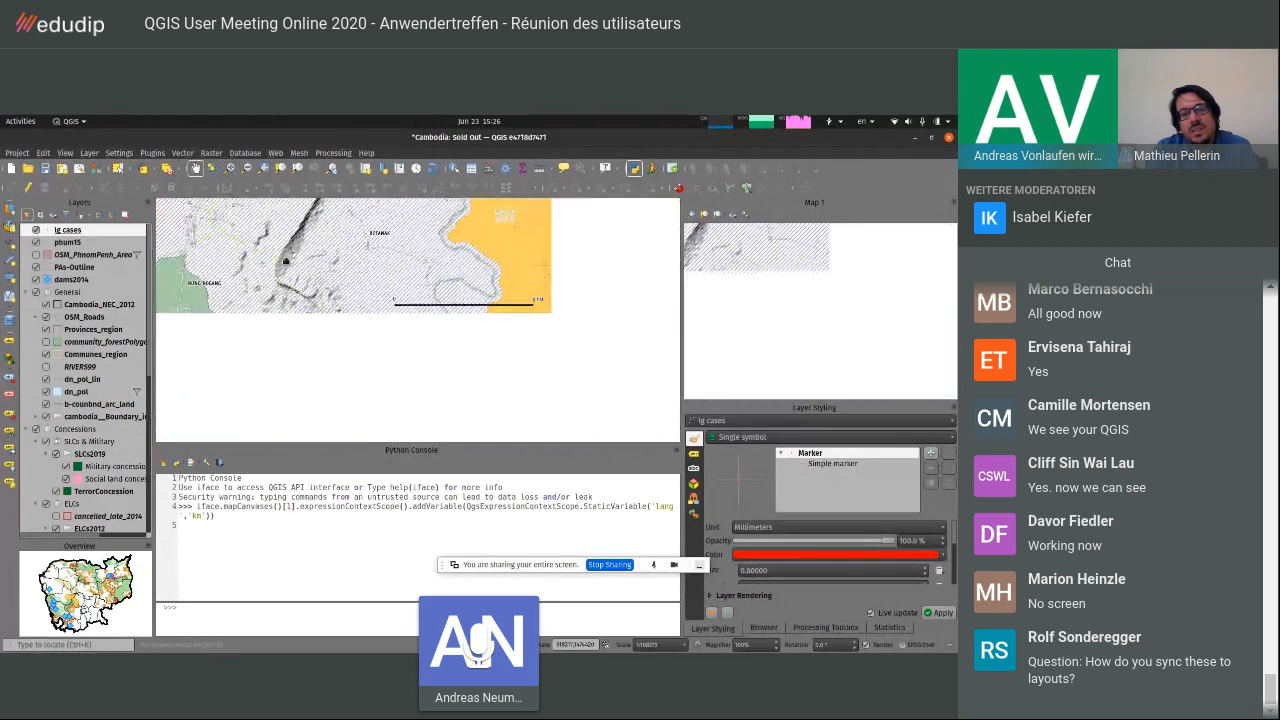 edudip
QGIS User Meeting Online 2020 - Anwendertreffen - Réunion des utilisateurs
Activities
QGIS
Jun 23 15:26
en
*Cambodia: Sold Out — QGIS e4718d7471
Project Edit View Layer Settings Plugins Vector Raster Database Web Mesh Processing Help
Layers
lg cases
phum15
OSM_PhnomPenh_Area
PAs-Outline
dams2014
General
Cambodia_NEC_2012
OSM_Roads
Provinces_region
community_forestPolygo
Communes_region
RIVERS99
dn_pol_lin
dn_pol
b-counbnd_arc_land
cambodia__Boundary_in
Concessions
SLCs & Military
SLCs2019
Military concessio
Social land conces
TerrorConcession
ELCs
cancelled_late_2014
ELCs2012
Overview
BOTANAK
RUNG ROEANG
Map 1
Python Console
1 Python Console
2 Use iface to access QGIS API interface or Type help(iface) for more info
3 Security warning: typing commands from an untrusted source can lead to data loss and/or leak
4 >>> iface.mapCanvases()[1].expressionContextScope().addVariable(QgsExpressionContextScope.StaticVariable('lang
','km'))
5
>>>
You are sharing your entire screen.
Stop Sharing
Layer Styling
lg cases
Single symbol
Marker
Simple marker
Unit
Millimeters
Opacity
100.0 %
Color
0.80000
Layer Rendering
Live update
Apply
Layer Styling Browser Processing Toolbox Statistics
Type to locate (Ctrl+K)
Scale
Magnifier 100%
Rotation 0.0 °
Render
AN
Andreas Neum...
AV
Andreas Vonlaufen wir...
Mathieu Pellerin
WEITERE MODERATOREN
IK
Isabel Kiefer
Chat
MB
Marco Bernasocchi
All good now
ET
Ervisena Tahiraj
Yes
CM
Camille Mortensen
We see your QGIS
CSWL
Cliff Sin Wai Lau
Yes. now we can see
DF
Davor Fiedler
Working now
MH
Marion Heinzle
No screen
RS
Rolf Sonderegger
Question: How do you sync these to
layouts?